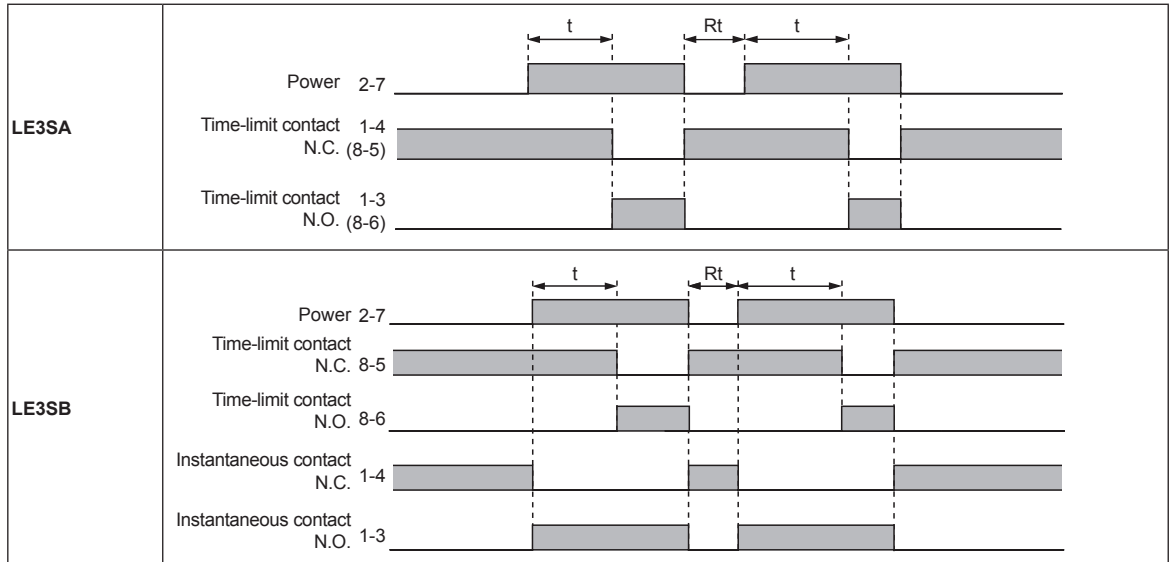 t Rt t
Power 2-7
LE3SA
Time-limit contact 1-4
N.C. (8-5)
Time-limit contact 1-3
N.O. (8-6)
t Rt t
Power 2-7
Time-limit contact
N.C. 8-5
LE3SB
Time-limit contact
N.O. 8-6
Instantaneous contact
N.C. 1-4
Instantaneous contact
N.O. 1-3